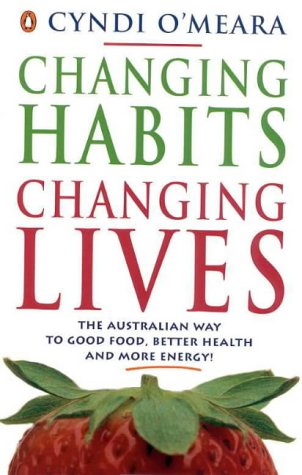 CYNDI O'MEARA
CHANGING
HABITS
CHANGING
LIVES
THE AUSTRALIAN WAY
TO GOOD FOOD, BETTER HEALTH
AND MORE ENERGY!